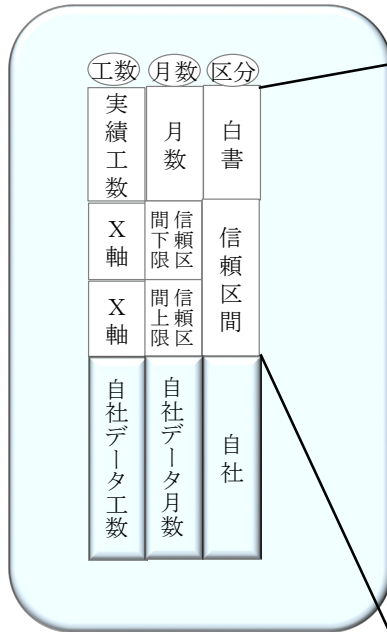 工数 月数 区分
実績工数 月数 白書
X軸 信頼区間下限 信頼区間
X軸 信頼区間上限
自社データ工数 自社データ月数 自社